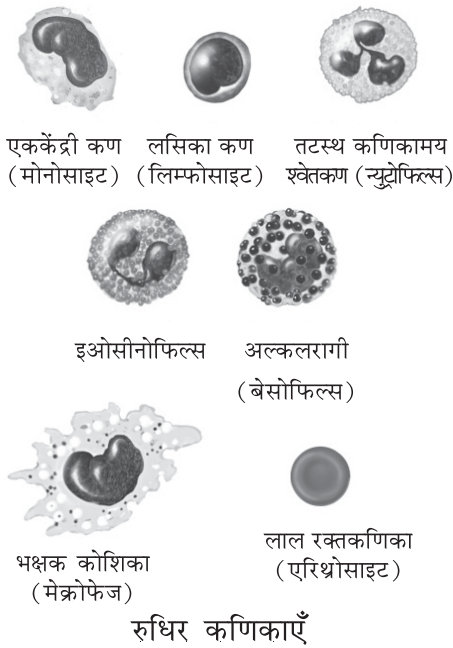 एककेंद्री कण
(मोनोसाइट)
लसिका कण
(लिम्फोसाइट)
तटस्थ कणिकामय
श्वेतकण (न्युट्रोफिल्स)
इओसीनोफिल्स
अल्कलरागी
(बेसोफिल्स)
भक्षक कोशिका
(मेक्रोफेज)
लाल रक्तकणिका
(एरिथ्रोसाइट)
रुधिर कणिकाएँ